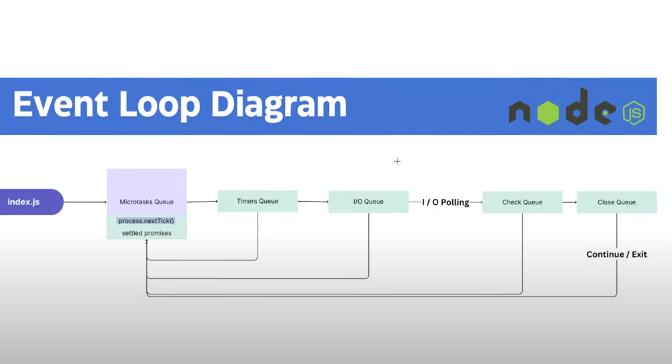 Event Loop Diagram
node
JS
index.js
Microtasks Queue
process.nextTick()
settled promises
Timers Queue
I/O Queue
I / O Polling
Check Queue
Close Queue
Continue / Exit